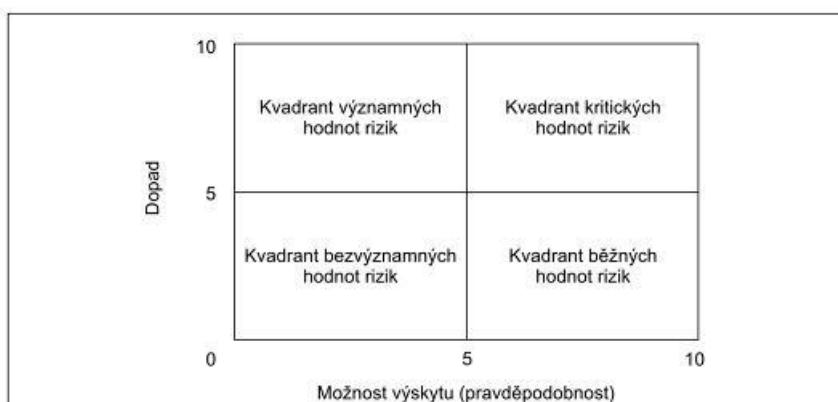 10
Kvadrant významných
hodnot rizik
Kvadrant kritických
hodnot rizik
Dopad
5
Kvadrant bezvýznamných
hodnot rizik
Kvadrant běžných
hodnot rizik
0
5
10
Možnost výskytu (pravděpodobnost)